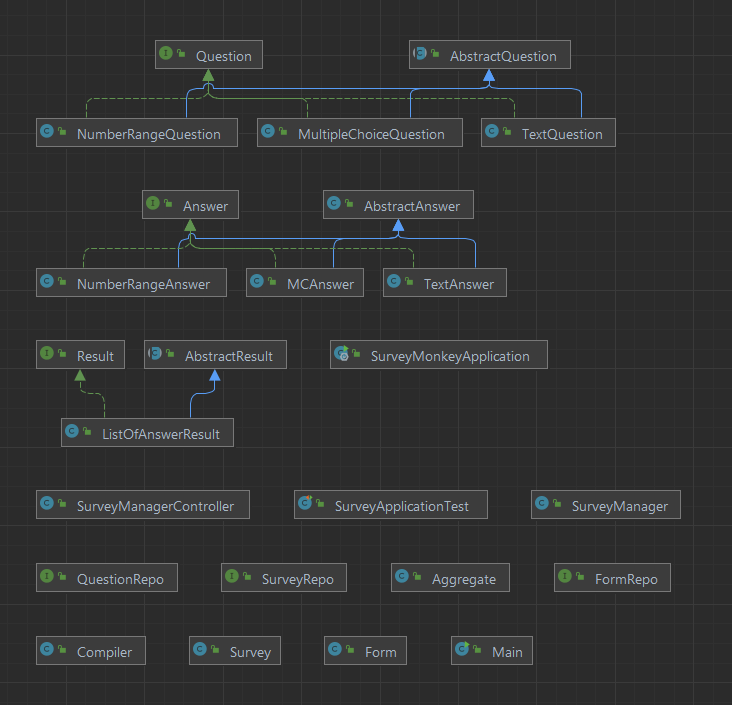 Question AbstractQuestion
NumberRangeQuestion MultipleChoiceQuestion TextQuestion
Answer AbstractAnswer
NumberRangeAnswer MCAnswer TextAnswer
Result AbstractResult SurveyMonkeyApplication
ListOfAnswerResult
SurveyManagerController SurveyApplicationTest SurveyManager
QuestionRepo SurveyRepo Aggregate FormRepo
Compiler Survey Form Main